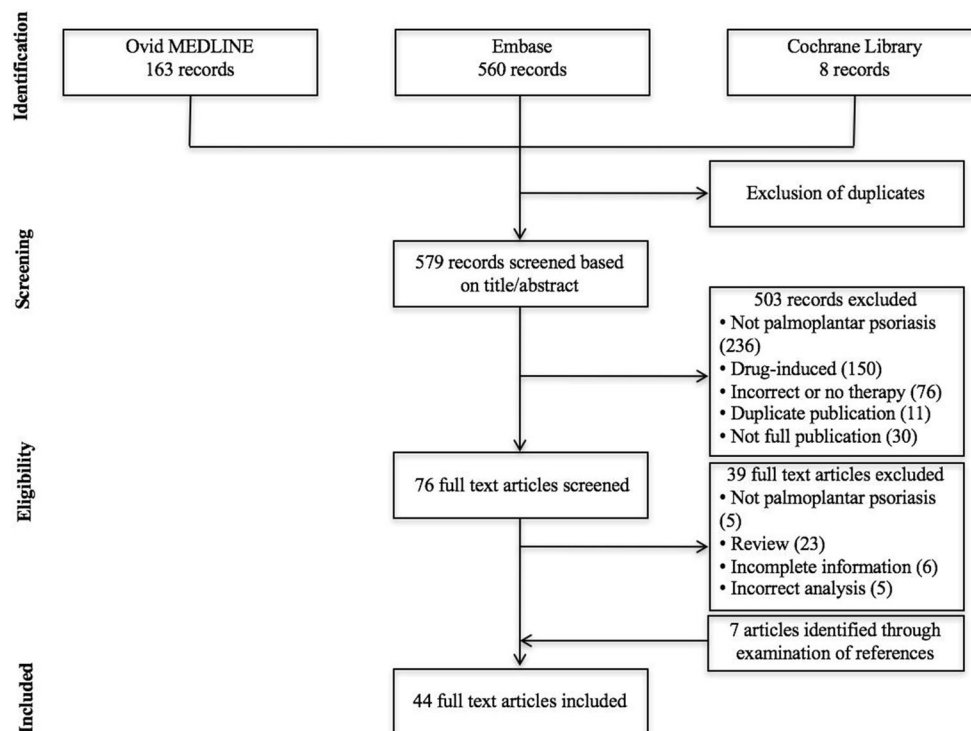 Identification
Ovid MEDLINE
163 records
Embase
560 records
Cochrane Library
8 records
Exclusion of duplicates
Screening
579 records screened based
on title/abstract
503 records excluded
• Not palmoplantar psoriasis
(236)
• Drug-induced (150)
• Incorrect or no therapy (76)
• Duplicate publication (11)
• Not full publication (30)
Eligibility
76 full text articles screened
39 full text articles excluded
• Not palmoplantar psoriasis
(5)
• Review (23)
• Incomplete information (6)
• Incorrect analysis (5)
7 articles identified through
examination of references
Included
44 full text articles included